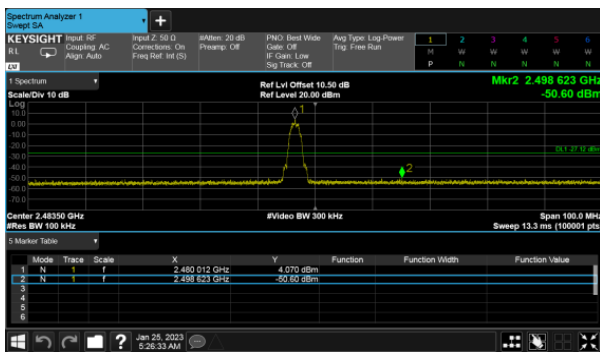 Spectrum Analyzer 1
Swept SA
+
KEYSIGHT Input: RF Input Z: 50 Ω #Atten: 20 dB PNO: Best Wide Avg Type: Log-Power 1 2 3 4 5 6
RL Coupling: AC Corrections: On Preamp: Off Gate: Off Trig: Free Run M W W W W W
Align: Auto Freq Ref: Int (S) IF Gain: Low
Sig Track: Off P N N N N N
1 Spectrum Ref Lvl Offset 10.50 dB Mkr2 2.498 623 GHz
Scale/Div 10 dB Ref Level 20.00 dBm -50.60 dBm
Log
10.0 1
0.00
-10.0
-20.0 DL1 -27.12 dBm
-30.0
-40.0 2
-50.0
-60.0
-70.0
Center 2.48350 GHz #Video BW 300 kHz Span 100.0 MHz
#Res BW 100 kHz Sweep 13.3 ms (100001 pts)
5 Marker Table
Mode Trace Scale X Y Function Function Width Function Value
1 N 1 f 2.480 012 GHz 4.070 dBm
2 N 1 f 2.498 623 GHz -50.60 dBm
3
4
5
6
? Jan 25, 2023
5:26:33 AM